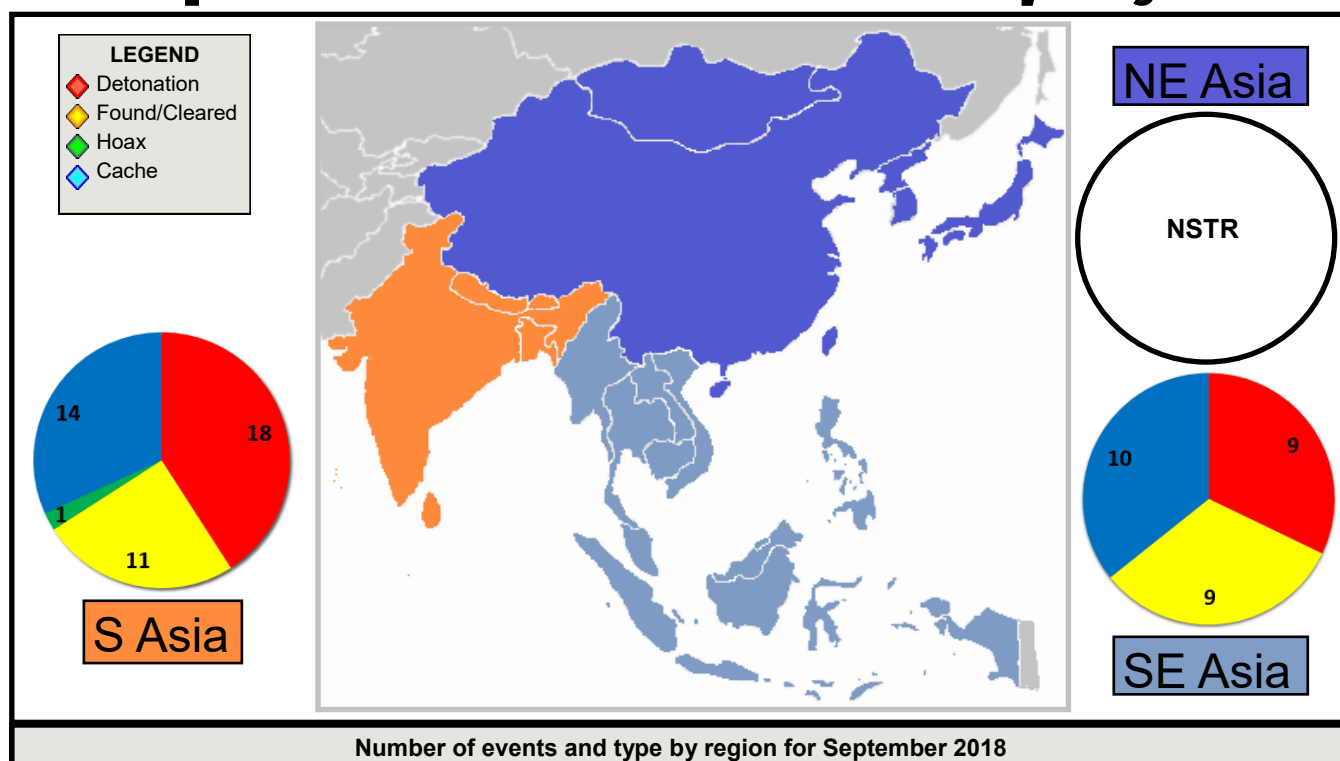 LEGEND
Detonation
Found/Cleared
Hoax
Cache
NE Asia
NSTR
14
18
1
11
S Asia
10
9
9
SE Asia
Number of events and type by region for September 2018